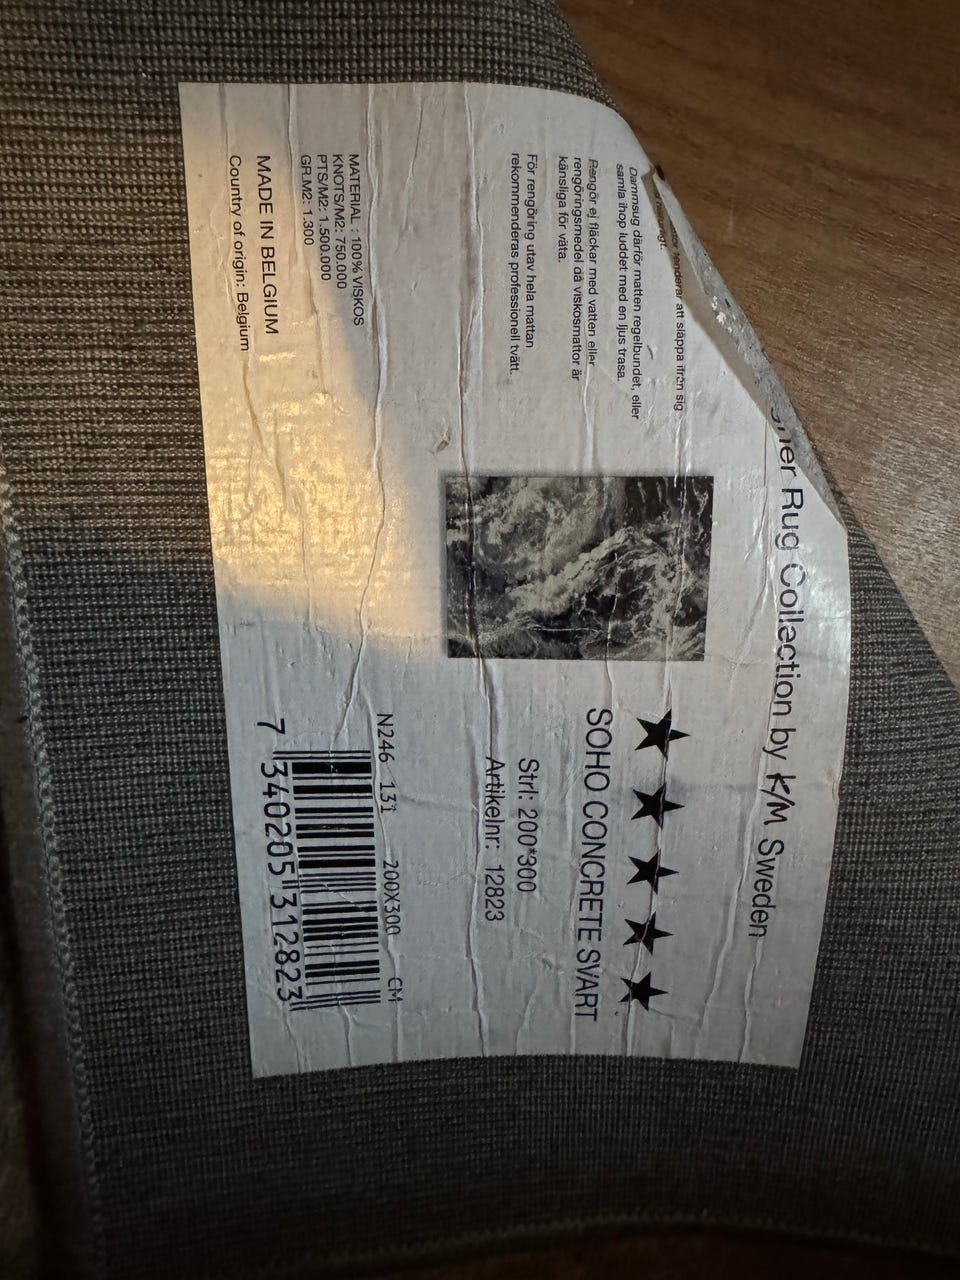 Rug Collection by K/M Sweden
★★★★★
SOHO CONCRETE SVART
Strl: 200*300
Artikelnr: 12823
att släppa ifrån sig
Dammsug därför matten regelbundet, eller
samla ihop luddet med en ljus trasa.
Rengör ej fläckar med vatten eller
rengöringsmedel då viskosmattor är
känsliga för väta.
För rengöring utav hela mattan
rekommenderas professionell tvätt.
MATERIAL : 100% VISKOS
KNOTS/M2: 750.000
PTS/M2: 1.500.000
GR.M2: 1.300
MADE IN BELGIUM
Country of origin: Belgium
N246 131 200X300 CM
7 340205 312823